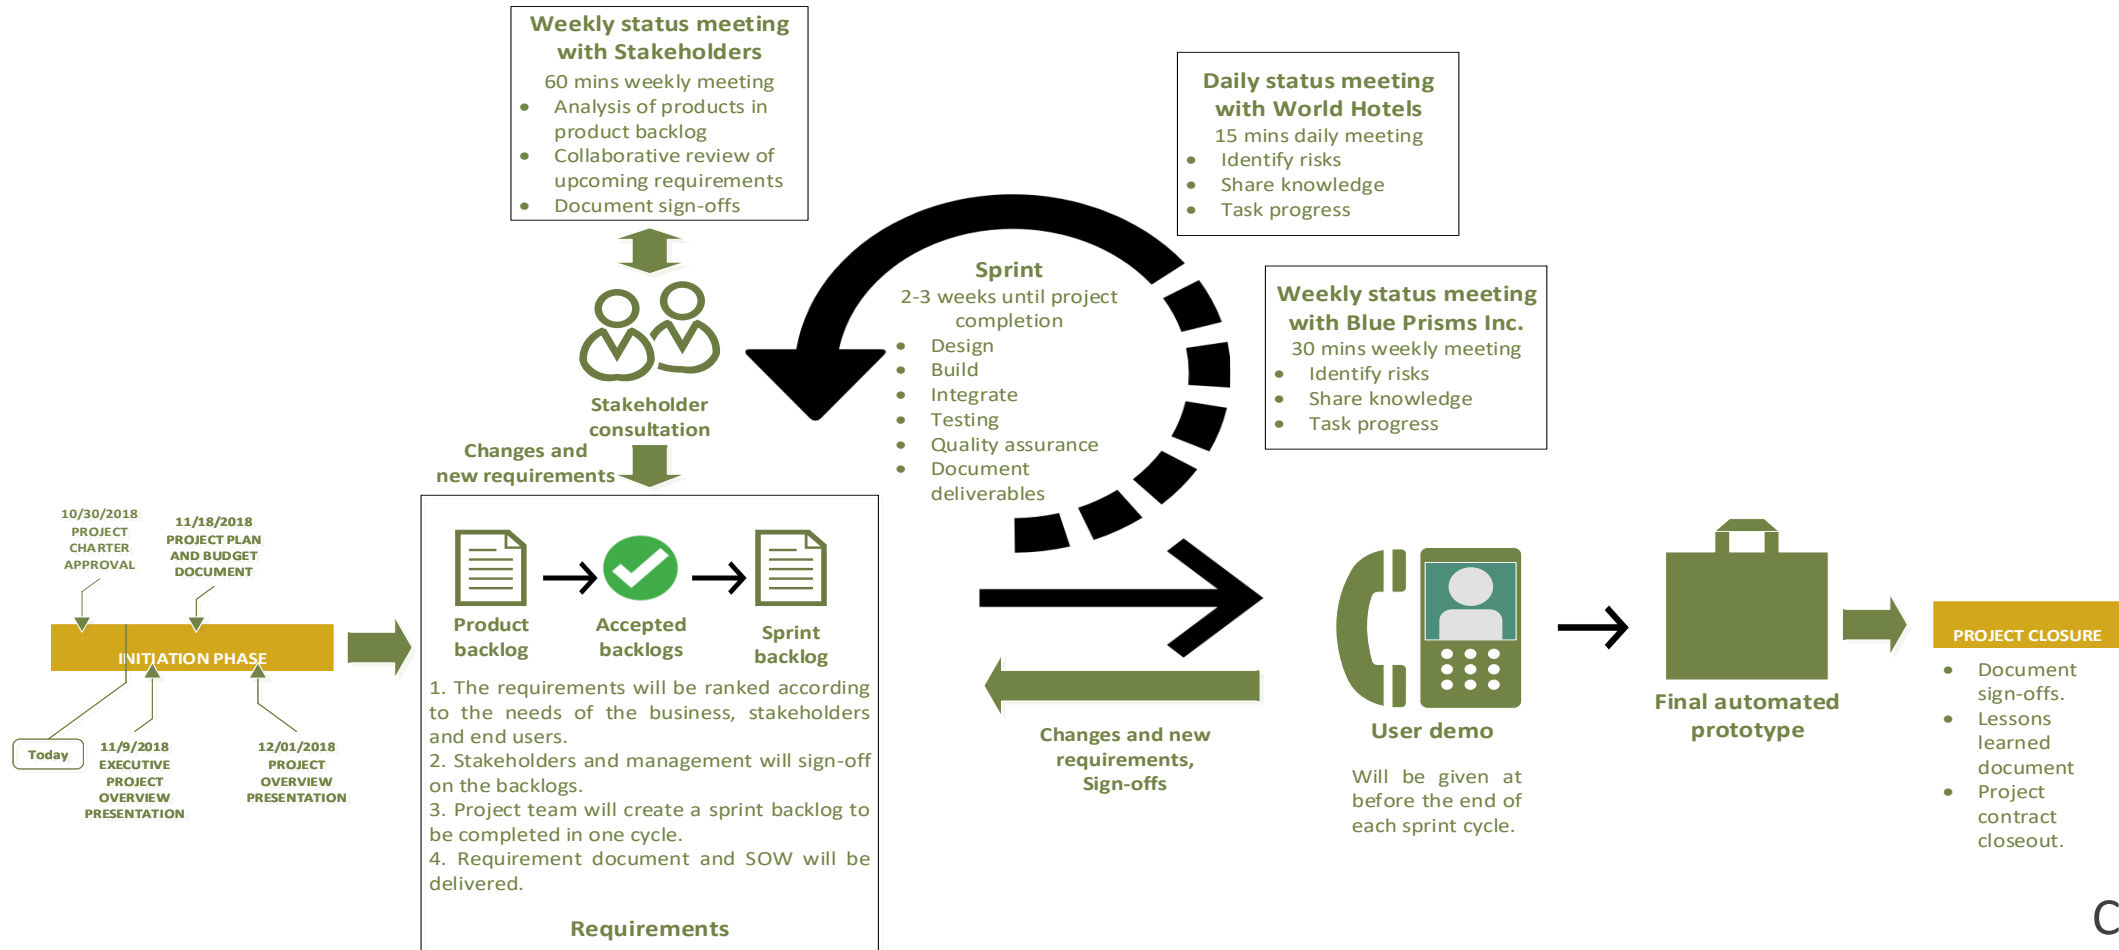 Weekly status meeting
with Stakeholders
60 mins weekly meeting
• Analysis of products in
product backlog
• Collaborative review of
upcoming requirements
• Document sign-offs
Daily status meeting
with World Hotels
15 mins daily meeting
• Identify risks
• Share knowledge
• Task progress
Sprint
2-3 weeks until project
completion
• Design
• Build
• Integrate
• Testing
• Quality assurance
• Document
deliverables
Weekly status meeting
with Blue Prisms Inc.
30 mins weekly meeting
• Identify risks
• Share knowledge
• Task progress
Stakeholder
consultation
Changes and
new requirements
10/30/2018
PROJECT
CHARTER
APPROVAL
11/18/2018
PROJECT PLAN
AND BUDGET
DOCUMENT
INITIATION PHASE
Today
11/9/2018
EXECUTIVE
PROJECT
OVERVIEW
PRESENTATION
12/01/2018
PROJECT
OVERVIEW
PRESENTATION
Product
backlog
Accepted
backlogs
Sprint
backlog
1. The requirements will be ranked according
to the needs of the business, stakeholders
and end users.
2. Stakeholders and management will sign-off
on the backlogs.
3. Project team will create a sprint backlog to
be completed in one cycle.
4. Requirement document and SOW will be
delivered.
Requirements
Changes and new
requirements,
Sign-offs
User demo
Will be given at
before the end of
each sprint cycle.
Final automated
prototype
PROJECT CLOSURE
• Document
sign-offs.
• Lessons
learned
document
• Project
contract
closeout.
C